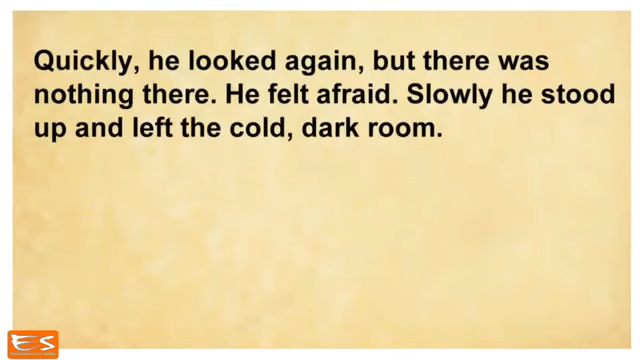 Quickly, he looked again, but there was
nothing there. He felt afraid. Slowly he stood
up and left the cold, dark room.
ES